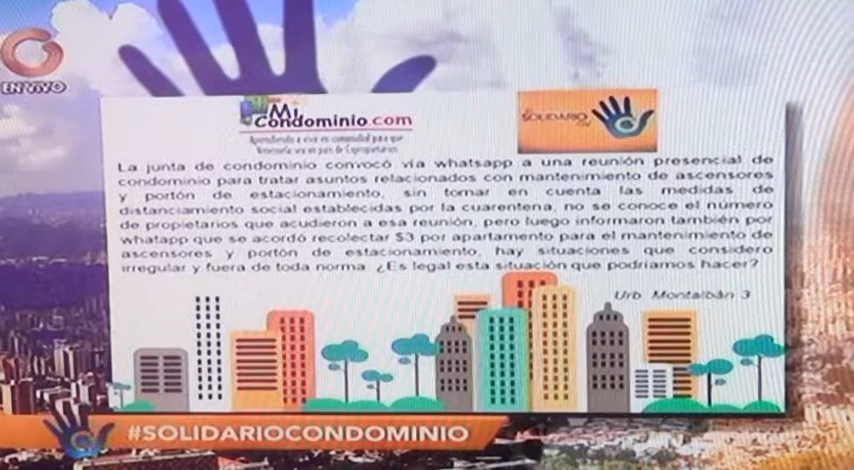 EN VIVO
Mi
Condominio.com
Aprendiendo a vivir en comunidad para que
Venezuela sea un país de Copropietarios
SOLIDARIO
La junta de condominio convocó vía whatsapp a una reunión presencial de
condominio para tratar asuntos relacionados con mantenimiento de ascensores
y portón de estacionamiento, sin tomar en cuenta las medidas de
distanciamiento social establecidas por la cuarentena, no se conoce el número
de propietarios que acudieron a esa reunión, pero luego informaron también por
whatapp que se acordó recolectar $3 por apartamento para el mantenimiento de
ascensores y portón de estacionamiento, hay situaciones que considero
irregular y fuera de toda norma. ¿Es legal esta situación que podríamos hacer?
Urb. Montalbán 3
#SOLIDARIOCONDOMINIO